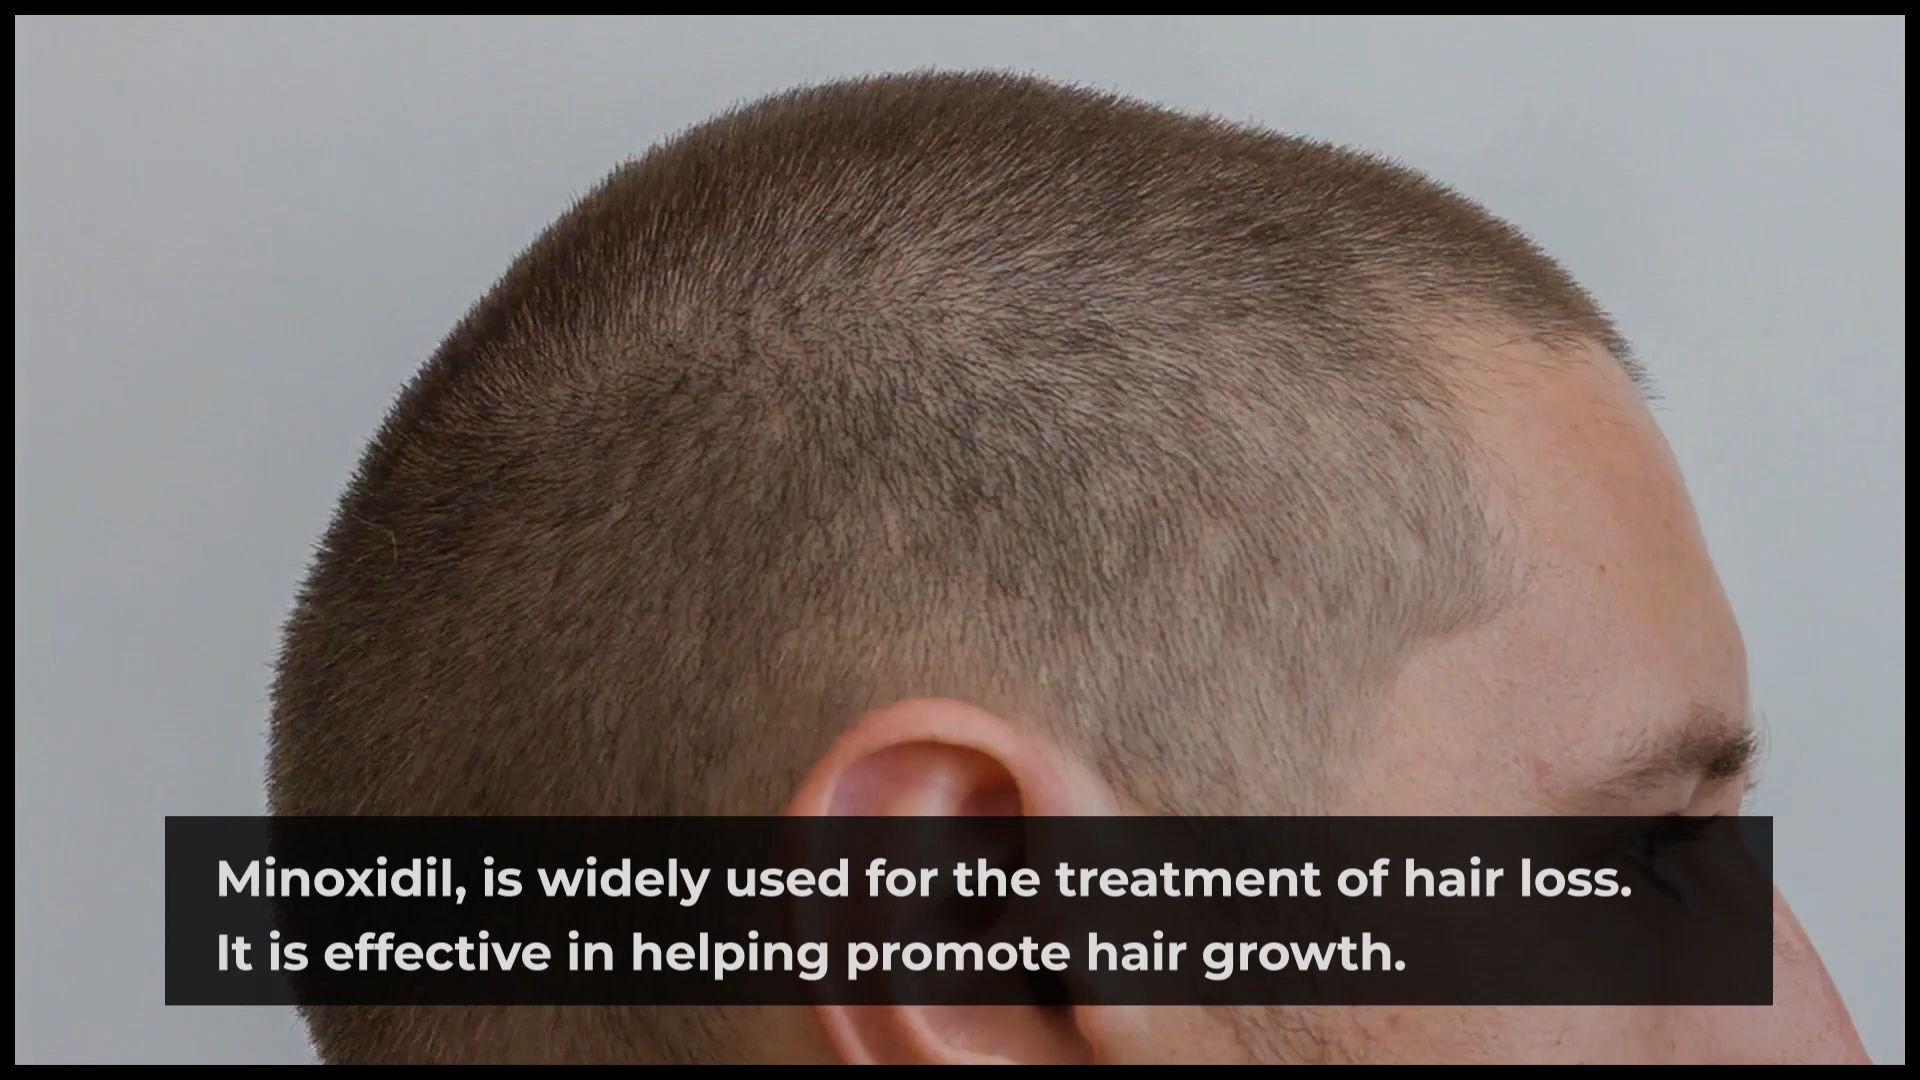 Minoxidil, is widely used for the treatment of hair loss.
It is effective in helping promote hair growth.